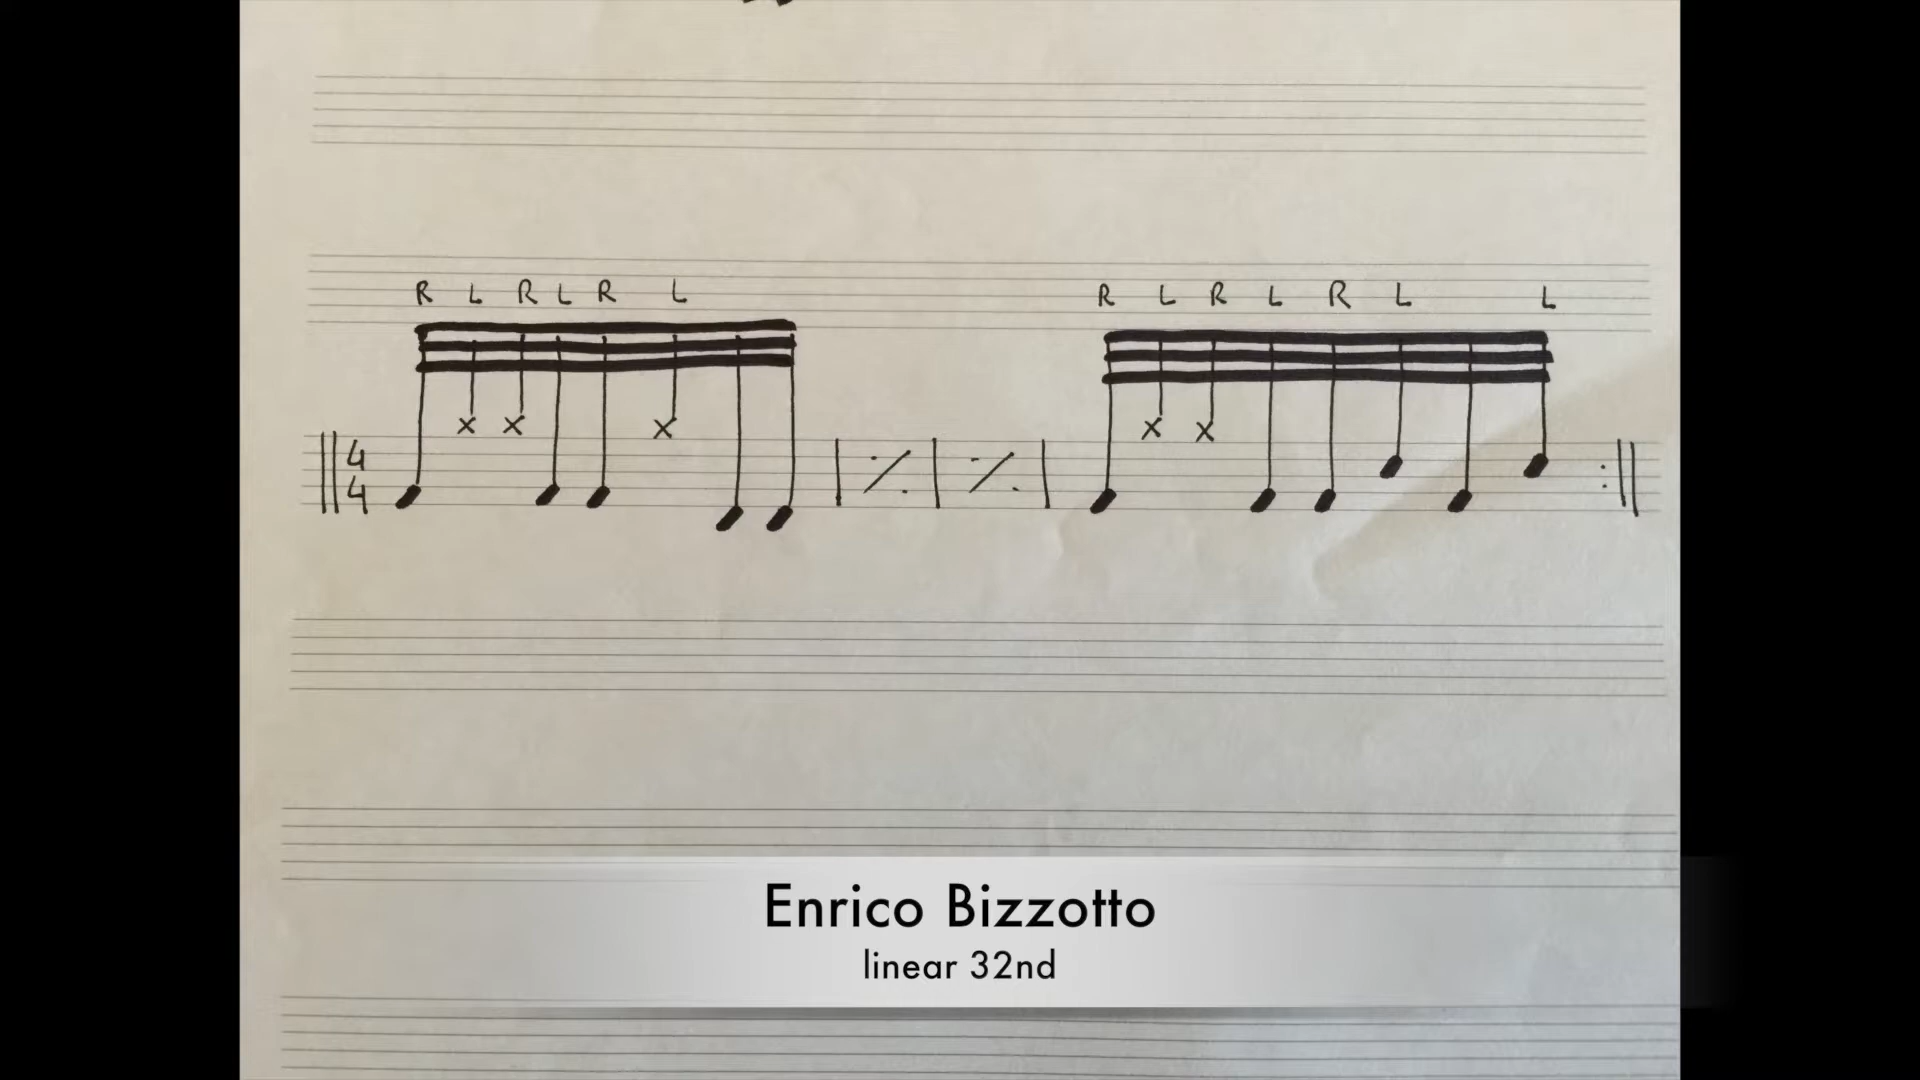 R L R L R L R L R L R L L
4
4
Enrico Bizzotto
linear 32nd